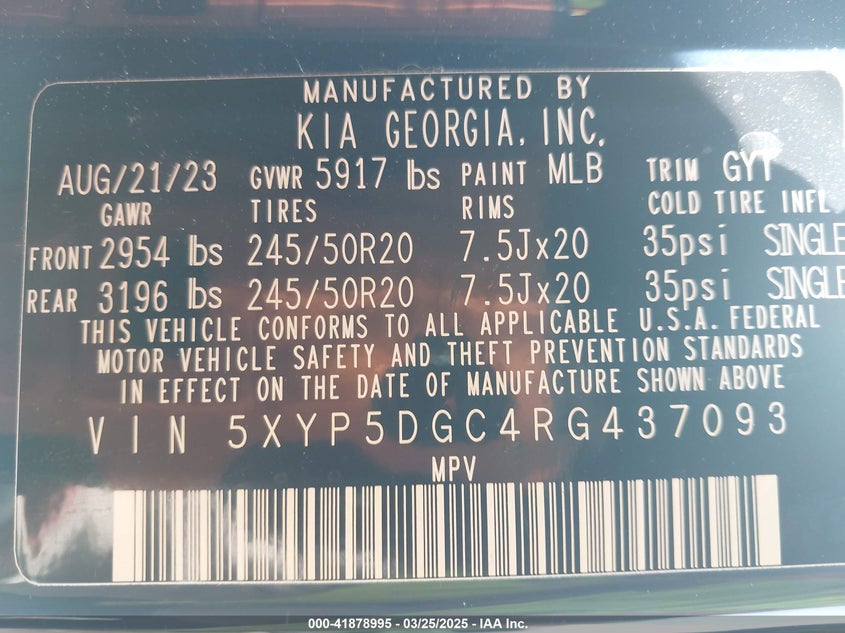 MANUFACTURED BY
KIA GEORGIA, INC.
AUG/21/23 GVWR 5917 lbs PAINT MLB TRIM GYT
GAWR TIRES RIMS COLD TIRE INFL.
FRONT 2954 lbs 245/50R20 7.5Jx20 35psi SINGLE
REAR 3196 lbs 245/50R20 7.5Jx20 35psi SINGLE
THIS VEHICLE CONFORMS TO ALL APPLICABLE U.S.A. FEDERAL
MOTOR VEHICLE SAFETY AND THEFT PREVENTION STANDARDS
IN EFFECT ON THE DATE OF MANUFACTURE SHOWN ABOVE
VIN 5XYP5DGC4RG437093
MPV
000-41878995 - 03/25/2025 - IAA Inc.